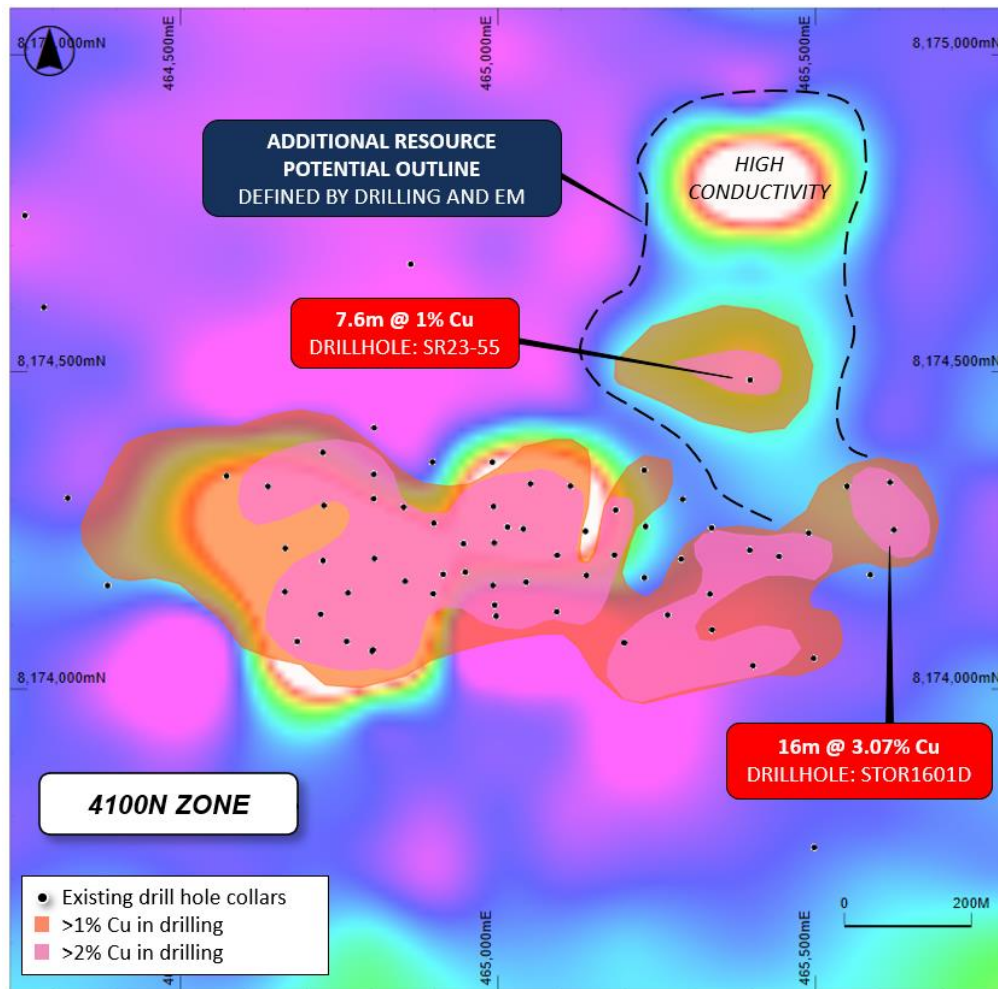 8,175,000mN
464,500mE
465,000mE
465,500mE
8,175,000mN
ADDITIONAL RESOURCE
POTENTIAL OUTLINE
DEFINED BY DRILLING AND EM
HIGH
CONDUCTIVITY
7.6m @ 1% Cu
DRILLHOLE: SR23-55
8,174,500mN
8,174,500mN
8,174,000mN
8,174,000mN
16m @ 3.07% Cu
DRILLHOLE: STOR1601D
4100N ZONE
Existing drill hole collars
>1% Cu in drilling
>2% Cu in drilling
465,000mE
465,500mE
0
200M